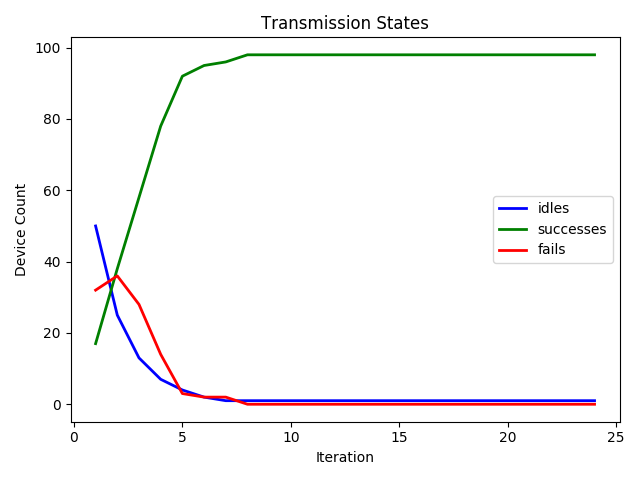 Transmission States
Device Count
100
80
60
40
20
0
idles
successes
fails
0 5 10 15 20 25
Iteration